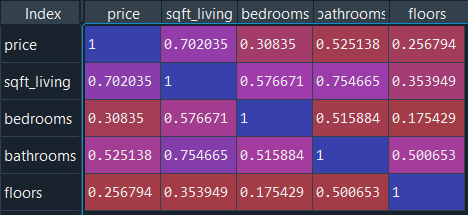 Index price sqft_living bedrooms bathrooms floors
price 1 0.702035 0.30835 0.525138 0.256794
sqft_living 0.702035 1 0.576671 0.754665 0.353949
bedrooms 0.30835 0.576671 1 0.515884 0.175429
bathrooms 0.525138 0.754665 0.515884 1 0.500653
floors 0.256794 0.353949 0.175429 0.500653 1